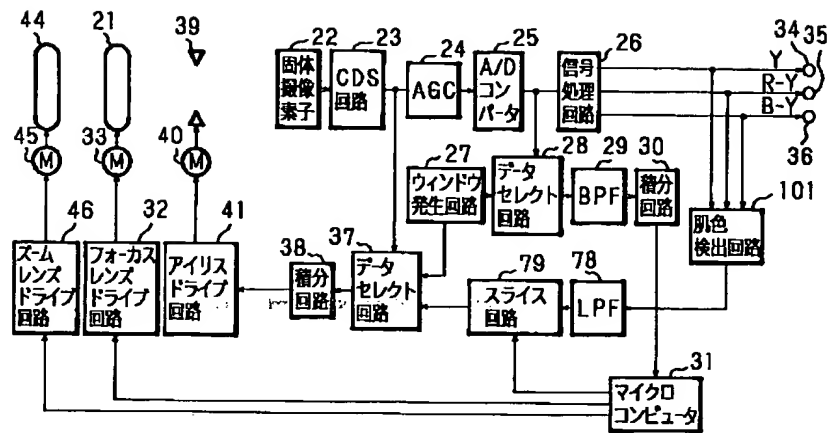 44
21
39
22
23
24
25
26
34
35
固体
撮像
素子
CDS
回路
AGC
A/D
コン
バータ
信号
処理
回路
Y
R-Y
B-Y
36
45
M
33
M
40
M
27
28
29
30
ウィンドウ
発生回路
データ
セレクト
回路
BPF
積分
回路
101
肌色
検出回路
46
32
41
38
37
79
78
ズーム
レンズ
ドライブ
回路
フォーカス
レンズ
ドライブ
回路
アイリス
ドライブ
回路
積分
回路
データ
セレクト
回路
スライス
回路
LPF
31
マイクロ
コンピュータ